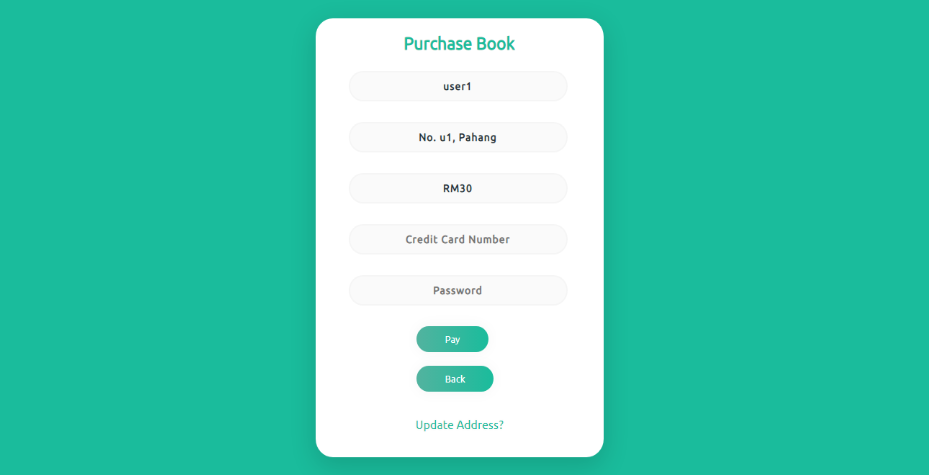 Purchase Book
user1
No. u1, Pahang
RM30
Credit Card Number
Password
Pay
Back
Update Address?